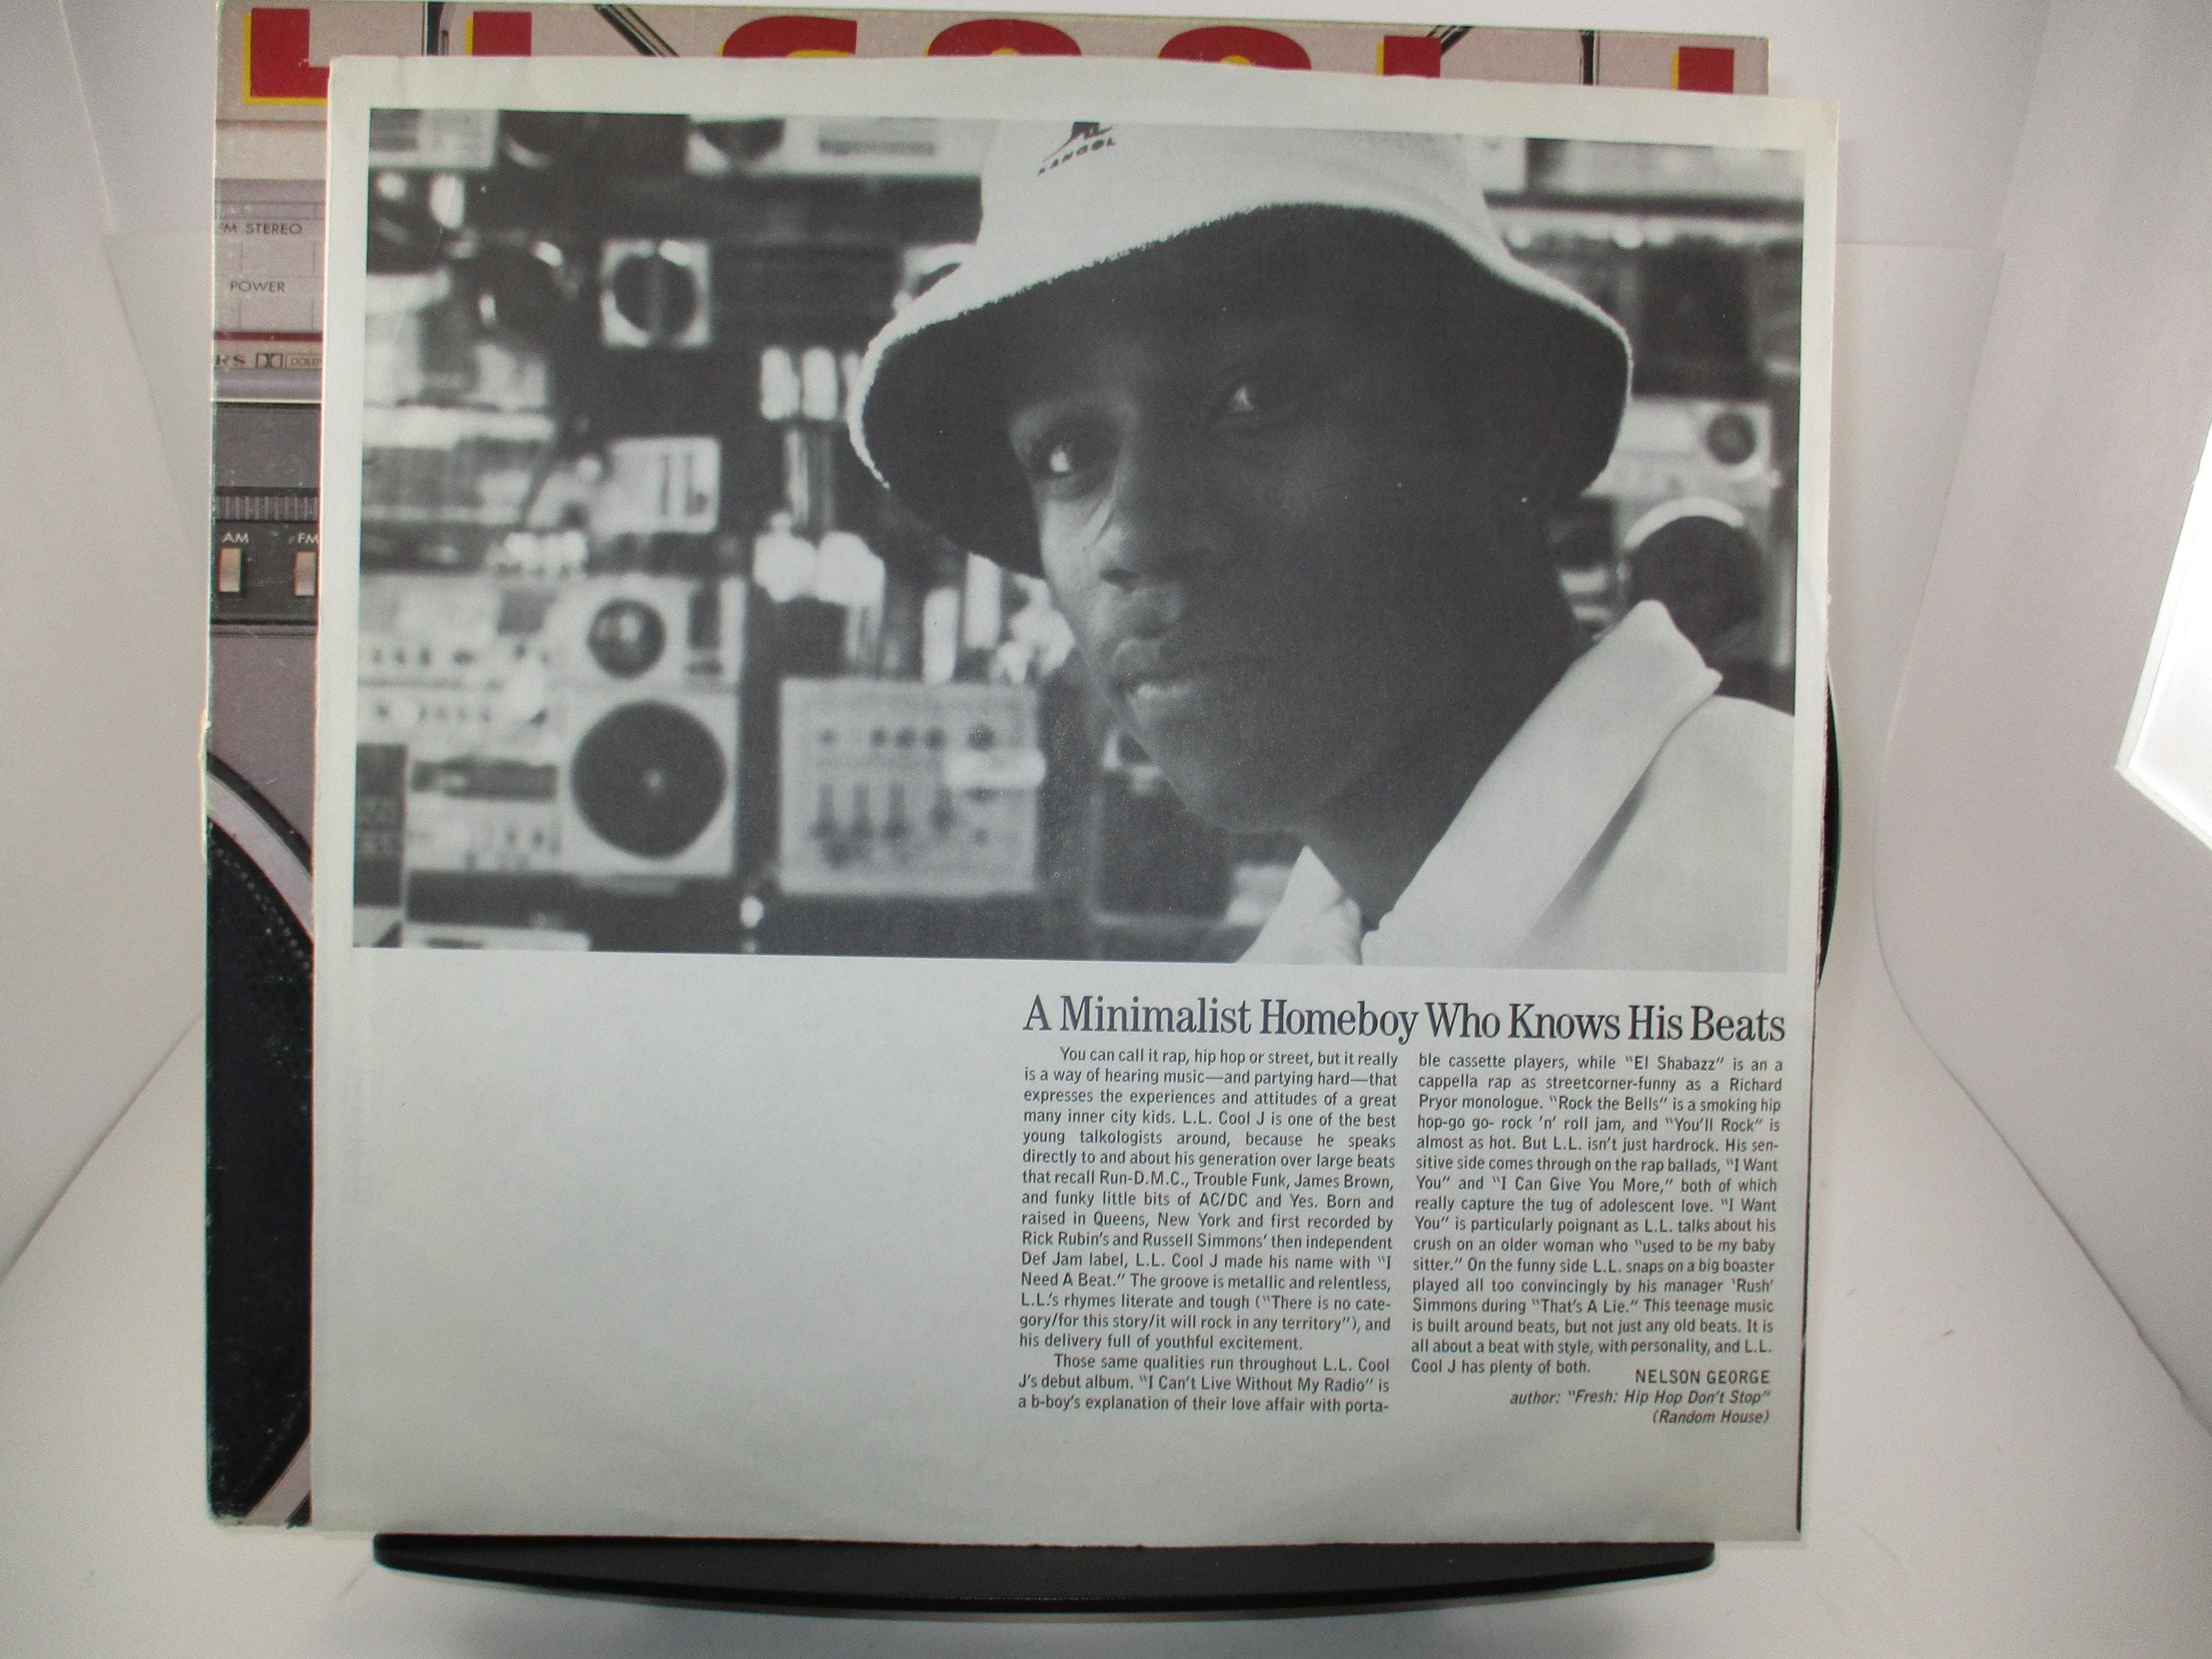 L.L. COOL J
KANGOL
FM STEREO
POWER
AM FM
A Minimalist Homeboy Who Knows His Beats
You can call it rap, hip hop or street, but it really
is a way of hearing music—and partying hard—that
expresses the experiences and attitudes of a great
many inner city kids. L.L. Cool J is one of the best
young talkologists around, because he speaks
directly to and about his generation over large beats
that recall Run-D.M.C., Trouble Funk, James Brown,
and funky little bits of AC/DC and Yes. Born and
raised in Queens, New York and first recorded by
Rick Rubin's and Russell Simmons' then independent
Def Jam label, L.L. Cool J made his name with "I
Need A Beat." The groove is metallic and relentless,
L.L.'s rhymes literate and tough ("There is no cate-
gory/for this story/it will rock in any territory"), and
his delivery full of youthful excitement.
Those same qualities run throughout L.L. Cool
J's debut album. "I Can't Live Without My Radio" is
a b-boy's explanation of their love affair with porta-
ble cassette players, while "El Shabazz" is an a
cappella rap as streetcorner-funny as a Richard
Pryor monologue. "Rock the Bells" is a smoking hip
hop-go go- rock 'n' roll jam, and "You'll Rock" is
almost as hot. But L.L. isn't just hardrock. His sen-
sitive side comes through on the rap ballads, "I Want
You" and "I Can Give You More," both of which
really capture the tug of adolescent love. "I Want
You" is particularly poignant as L.L. talks about his
crush on an older woman who "used to be my baby
sitter." On the funny side L.L. snaps on a big boaster
played all too convincingly by his manager 'Rush'
Simmons during "That's A Lie." This teenage music
is built around beats, but not just any old beats. It is
all about a beat with style, with personality, and L.L.
Cool J has plenty of both.
NELSON GEORGE
author: "Fresh: Hip Hop Don't Stop"
(Random House)